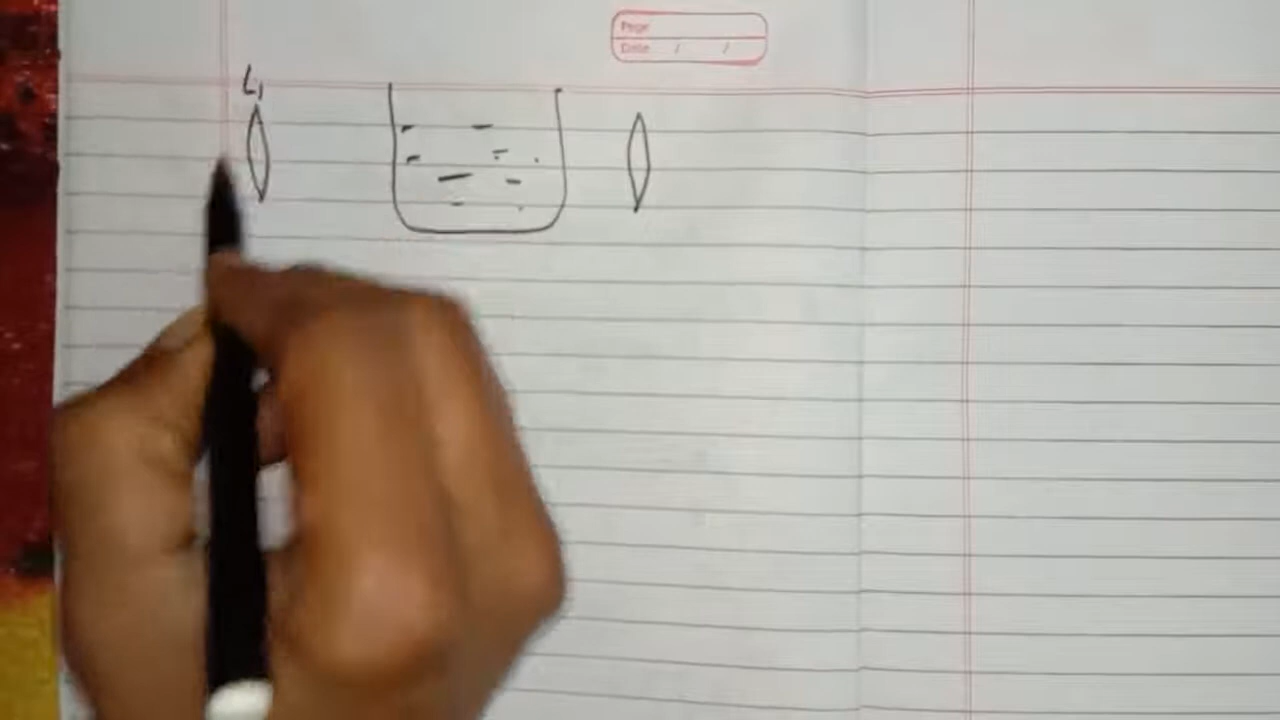 Page
Date / /
L₁